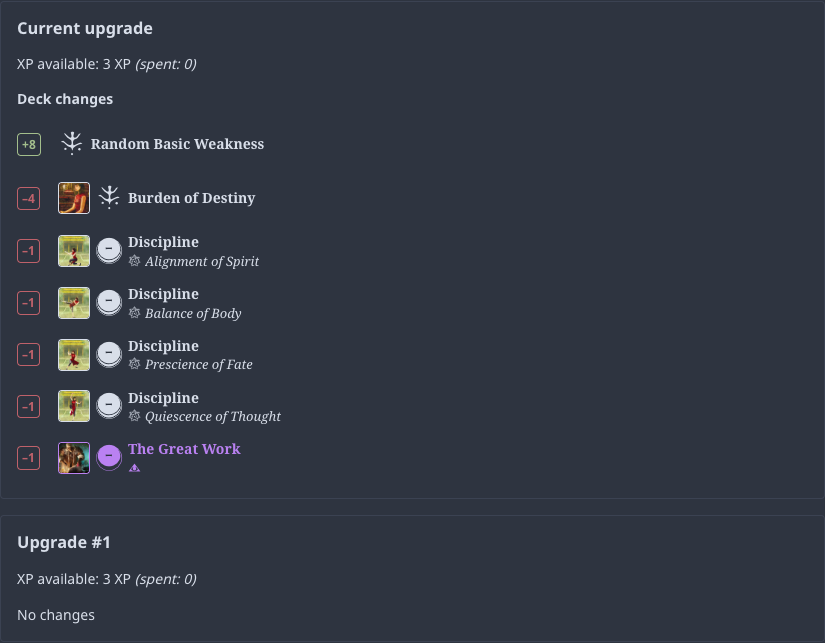 Current upgrade
XP available: 3 XP (spent: 0)
Deck changes
+8 Random Basic Weakness
−4 Burden of Destiny
−1 Discipline
Alignment of Spirit
−1 Discipline
Balance of Body
−1 Discipline
Prescience of Fate
−1 Discipline
Quiescence of Thought
−1 The Great Work
Upgrade #1
XP available: 3 XP (spent: 0)
No changes